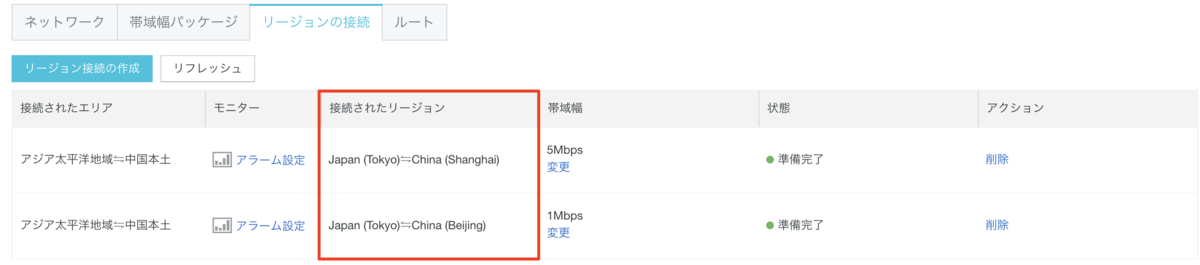 ネットワーク 帯域幅パッケージ リージョンの接続 ルート
リージョン接続の作成 リフレッシュ
接続されたエリア モニター 接続されたリージョン 帯域幅 状態 アクション
アジア太平洋地域⇋中国本土 アラーム設定 Japan (Tokyo)⇋China (Shanghai) 5Mbps 準備完了 削除
変更
アジア太平洋地域⇋中国本土 アラーム設定 Japan (Tokyo)⇋China (Beijing) 1Mbps 準備完了 削除
変更